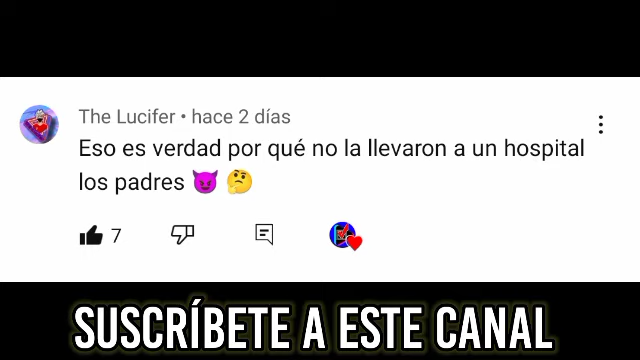 The Lucifer • hace 2 días
Eso es verdad por qué no la llevaron a un hospital
los padres 😈 🤔
7
SUSCRÍBETE A ESTE CANAL